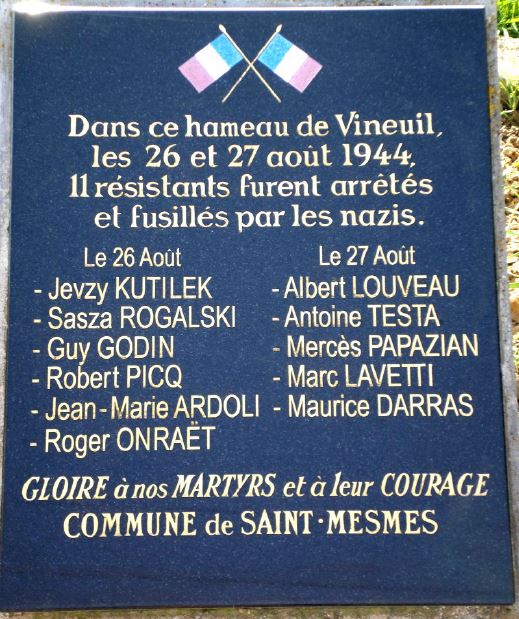 Dans ce hameau de Vineuil,
les 26 et 27 août 1944,
11 résistants furent arrêtés
et fusillés par les nazis.
Le 26 Août
- Jevzy KUTILEK
- Sasza ROGALSKI
- Guy GODIN
- Robert PICQ
- Jean-Marie ARDOLI
- Roger ONRAËT
Le 27 Août
- Albert LOUVEAU
- Antoine TESTA
- Mercès PAPAZIAN
- Marc LAVETTI
- Maurice DARRAS
GLOIRE à nos MARTYRS et à leur COURAGE
COMMUNE de SAINT·MESMES